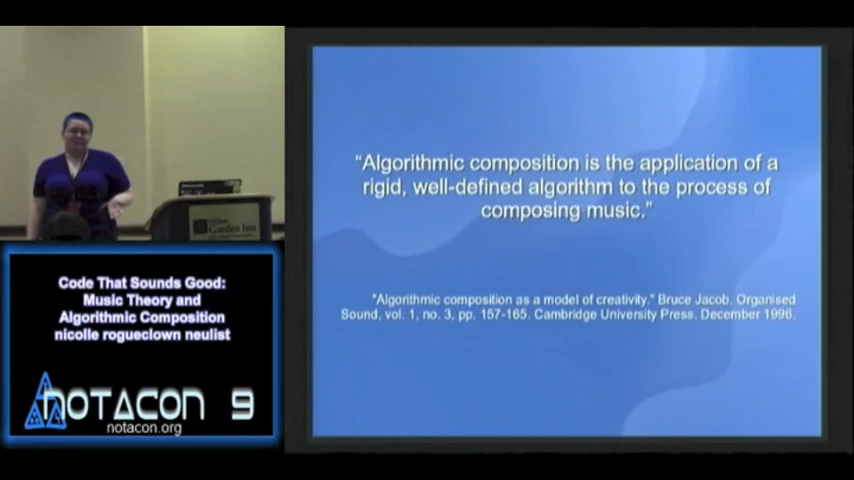 "Algorithmic composition is the application of a
rigid, well-defined algorithm to the process of
composing music."
"Algorithmic composition as a model of creativity." Bruce Jacob. Organised
Sound, vol. 1, no. 3, pp. 157-165. Cambridge University Press. December 1996.
Hilton
Garden Inn
Code That Sounds Good:
Music Theory and
Algorithmic Composition
nicolle rogueclown neulist
NOTACON 9
notacon.org